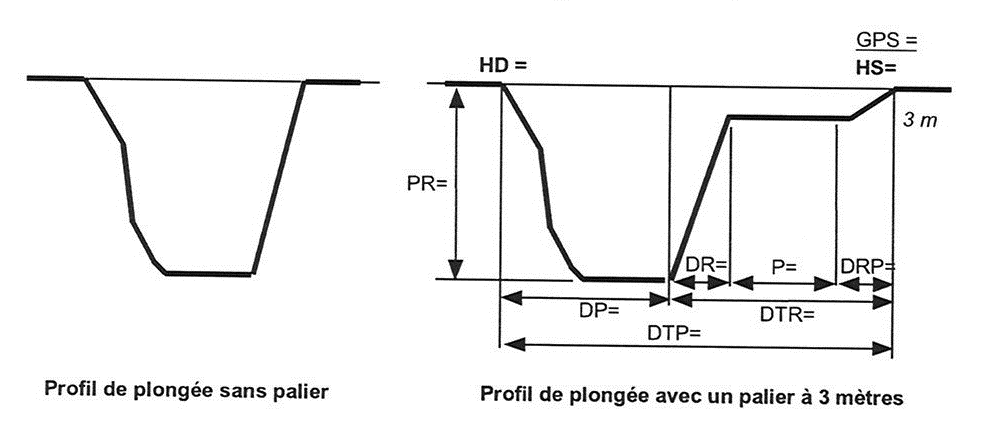 GPS =
HD =
HS=
3 m
PR=
DR=
P=
DRP=
DP=
DTR=
DTP=
Profil de plongée sans palier
Profil de plongée avec un palier à 3 mètres